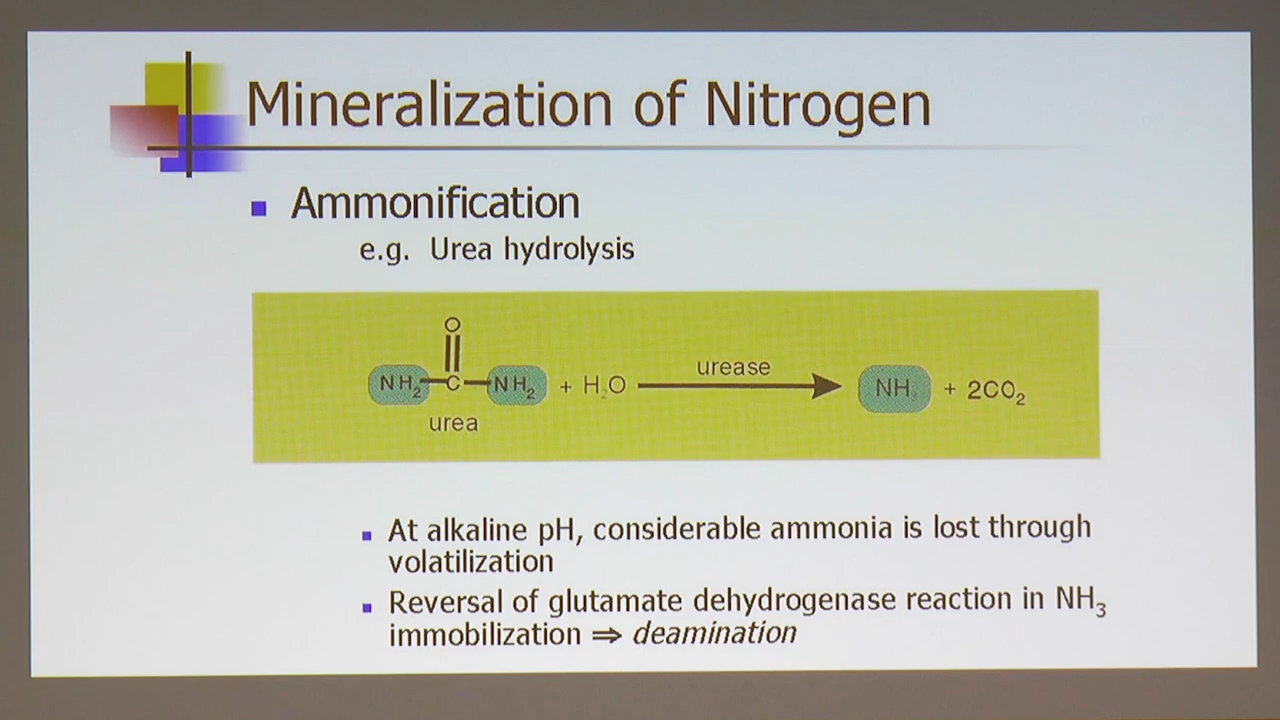 Mineralization of Nitrogen
Ammonification
e.g. Urea hydrolysis
O
NH₂—C—NH₂ + H₂O urease NH₃ + 2CO₂
urea
At alkaline pH, considerable ammonia is lost through
volatilization
Reversal of glutamate dehydrogenase reaction in NH₃
immobilization ⇒ deamination